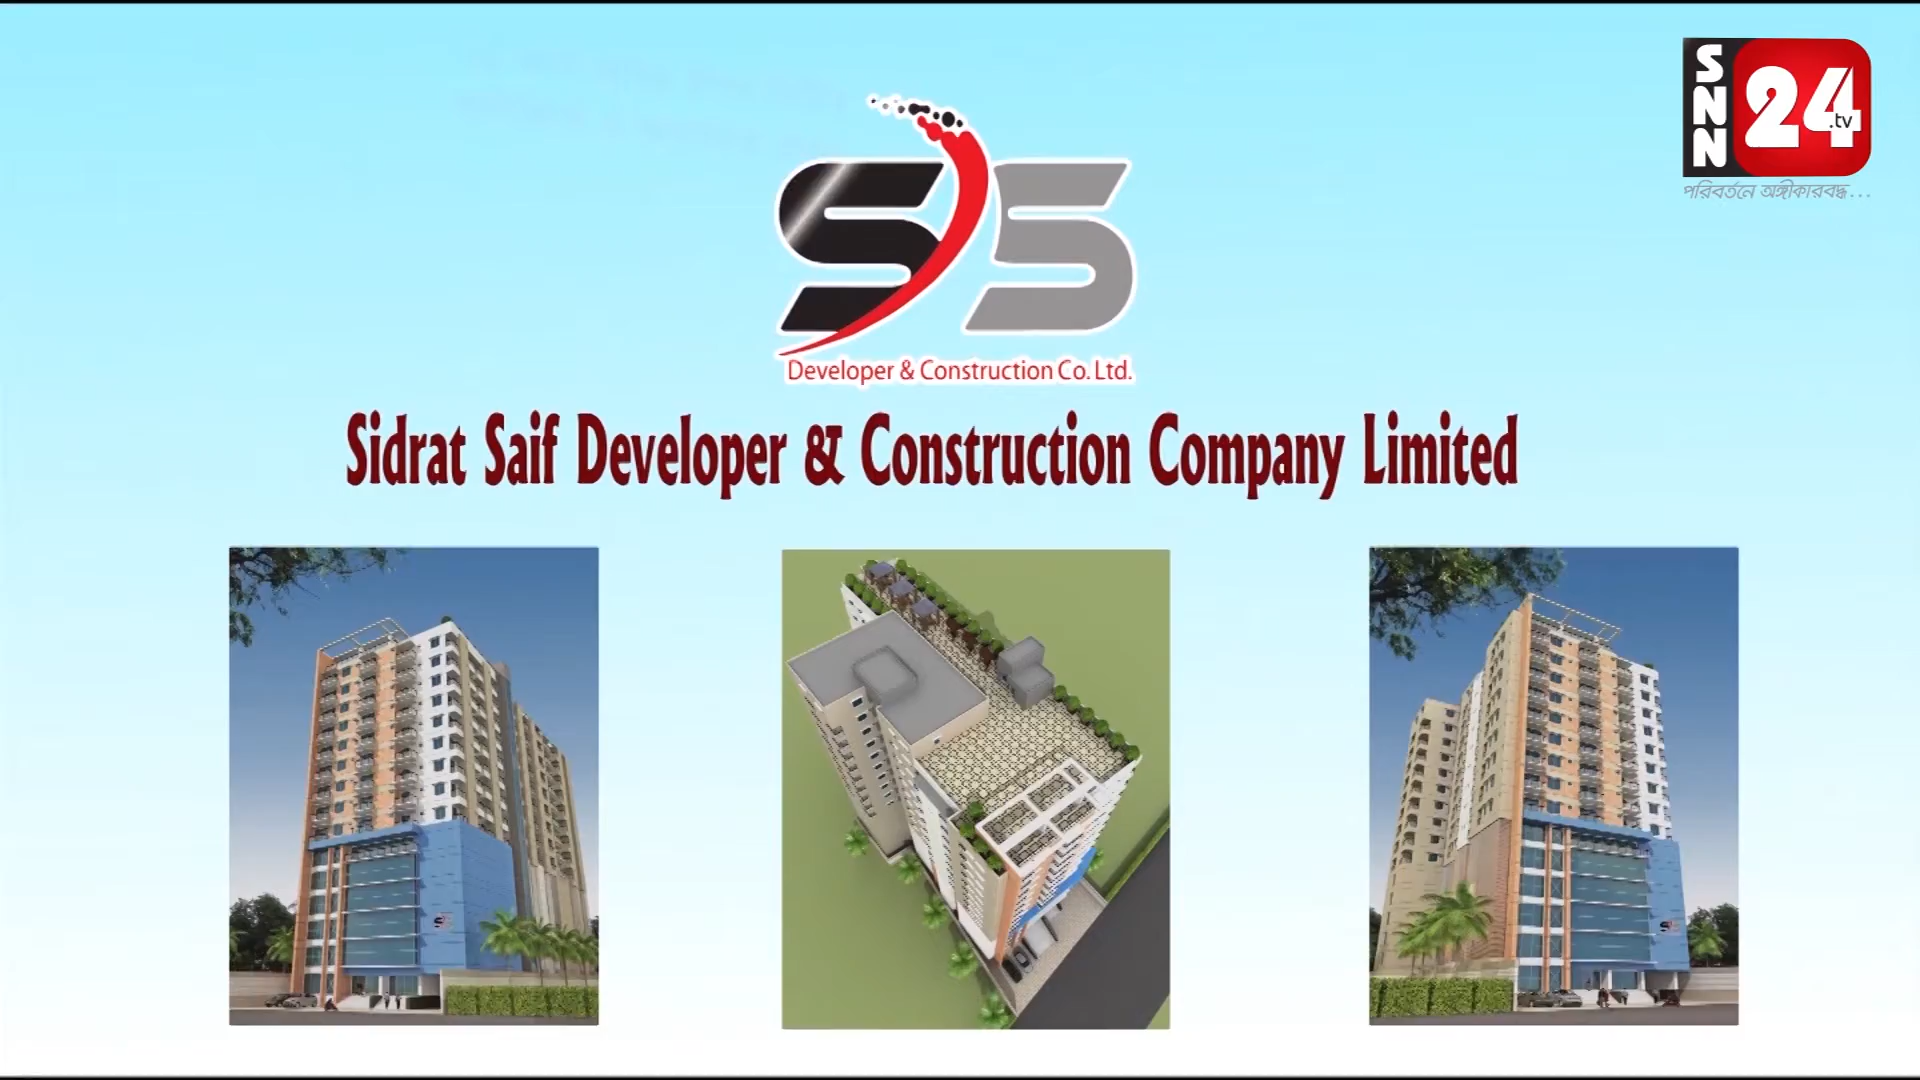 SNN
24
.tv
পরিবর্তনে অঙ্গীকারবদ্ধ...
SS
Developer & Construction Co. Ltd.
Sidrat Saif Developer & Construction Company Limited